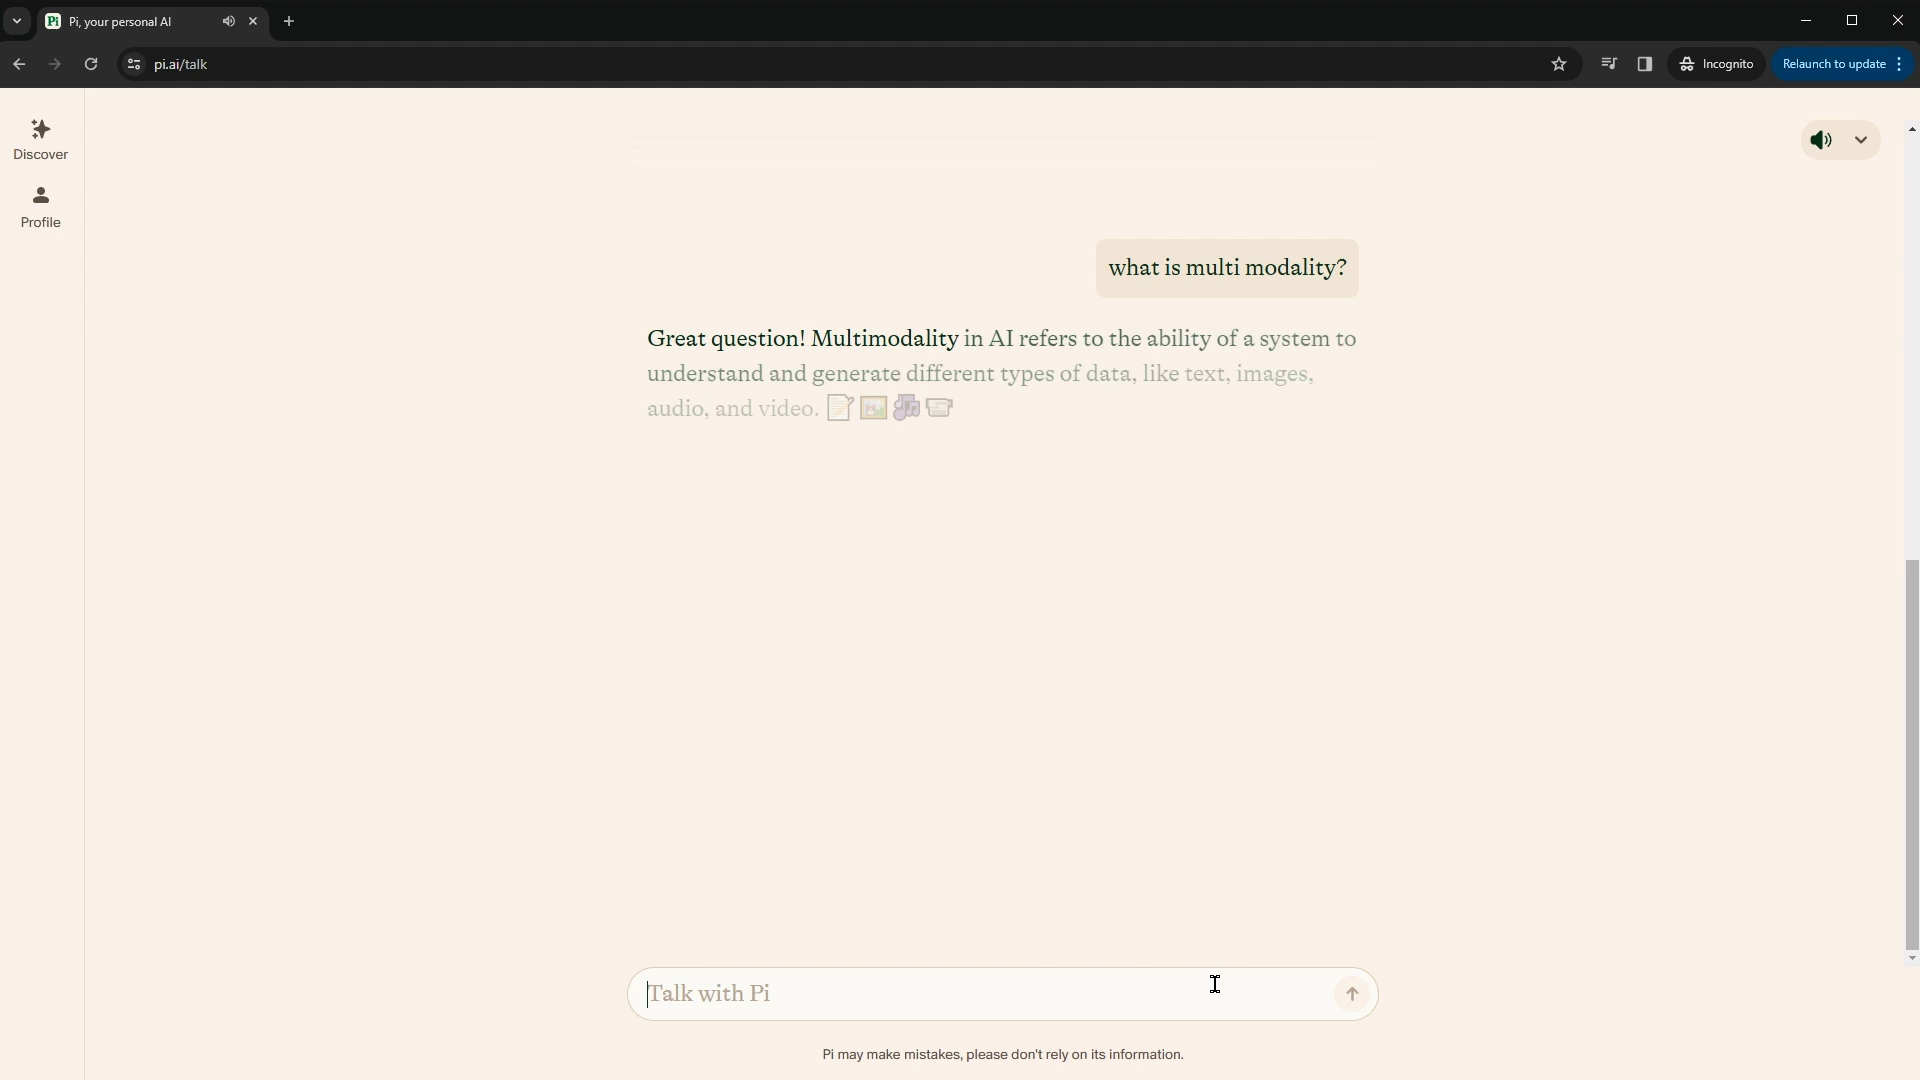 Pi, your personal AI
pi.ai/talk
Incognito
Relaunch to update
Discover
Profile
what is multi modality?
Great question! Multimodality in AI refers to the ability of a system to
understand and generate different types of data, like text, images,
audio, and video. 📝🖼️🎶📹
Talk with Pi
Pi may make mistakes, please don't rely on its information.